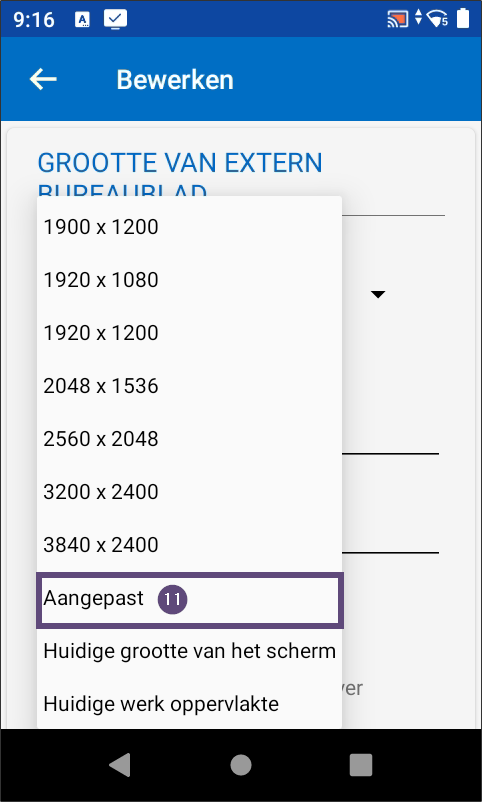 9:16
A
5
Bewerken
GROOTTE VAN EXTERN
BUREAUBLAD
1900 x 1200
1920 x 1080
1920 x 1200
2048 x 1536
2560 x 2048
3200 x 2400
3840 x 2400
Aangepast 11
Huidige grootte van het scherm
Huidige werk oppervlakte